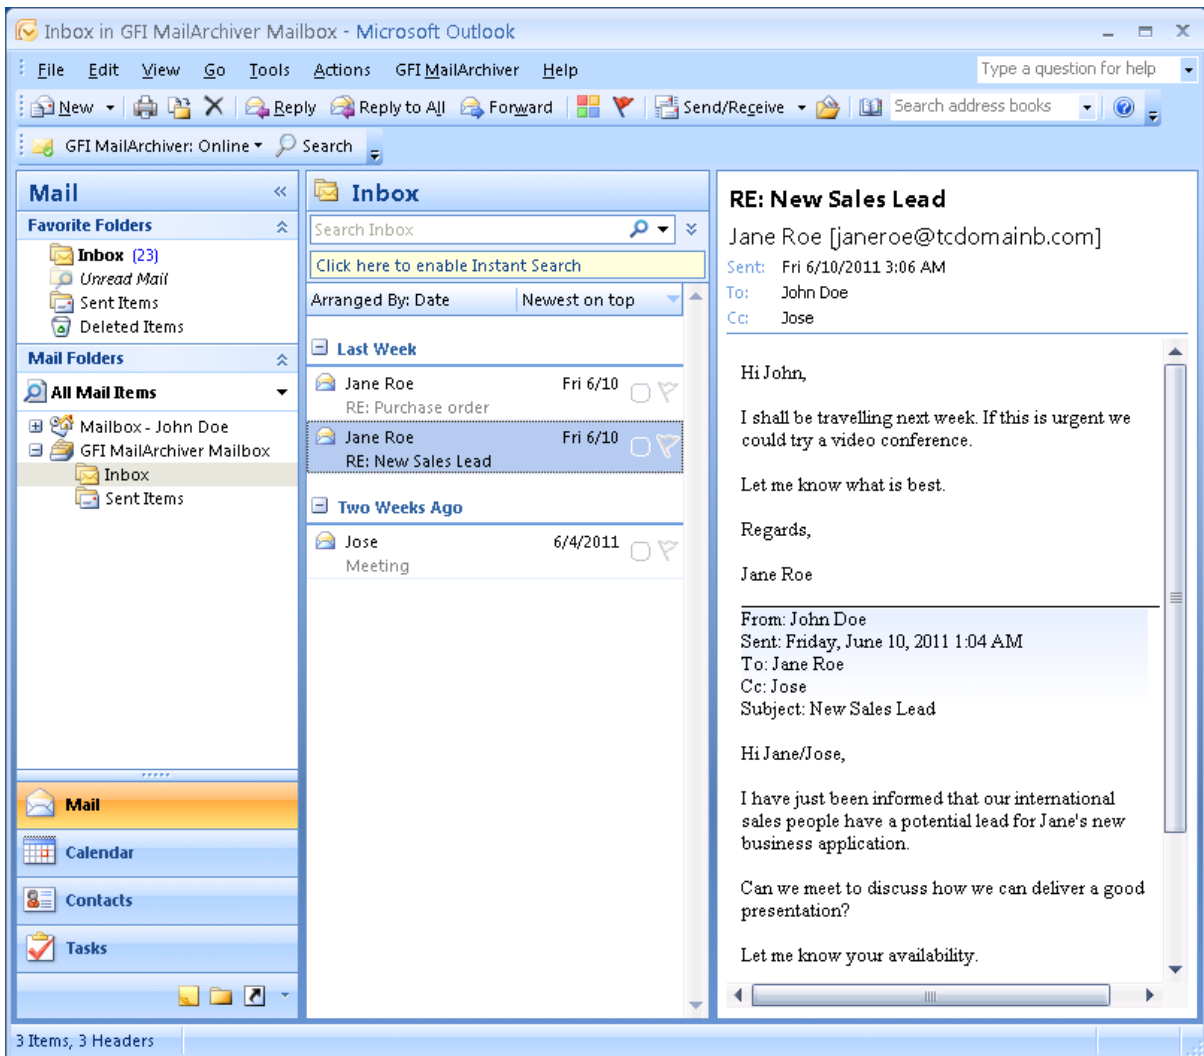 Inbox in GFI MailArchiver Mailbox - Microsoft Outlook
File Edit View Go Tools Actions GFI MailArchiver Help
Type a question for help
New Reply Reply to All Forward Send/Receive Search address books
GFI MailArchiver: Online Search
Mail
Favorite Folders
Inbox (23)
Unread Mail
Sent Items
Deleted Items
Mail Folders
All Mail Items
Mailbox - John Doe
GFI MailArchiver Mailbox
Inbox
Sent Items
Mail
Calendar
Contacts
Tasks
Inbox
Search Inbox
Click here to enable Instant Search
Arranged By: Date Newest on top
Last Week
Jane Roe Fri 6/10
RE: Purchase order
Jane Roe Fri 6/10
RE: New Sales Lead
Two Weeks Ago
Jose 6/4/2011
Meeting
RE: New Sales Lead
Jane Roe [janeroe@tcdomainb.com]
Sent: Fri 6/10/2011 3:06 AM
To: John Doe
Cc: Jose
Hi John,
I shall be travelling next week. If this is urgent we
could try a video conference.
Let me know what is best.
Regards,
Jane Roe
From: John Doe
Sent: Friday, June 10, 2011 1:04 AM
To: Jane Roe
Cc: Jose
Subject: New Sales Lead
Hi Jane/Jose,
I have just been informed that our international
sales people have a potential lead for Jane's new
business application.
Can we meet to discuss how we can deliver a good
presentation?
Let me know your availability.
3 Items, 3 Headers